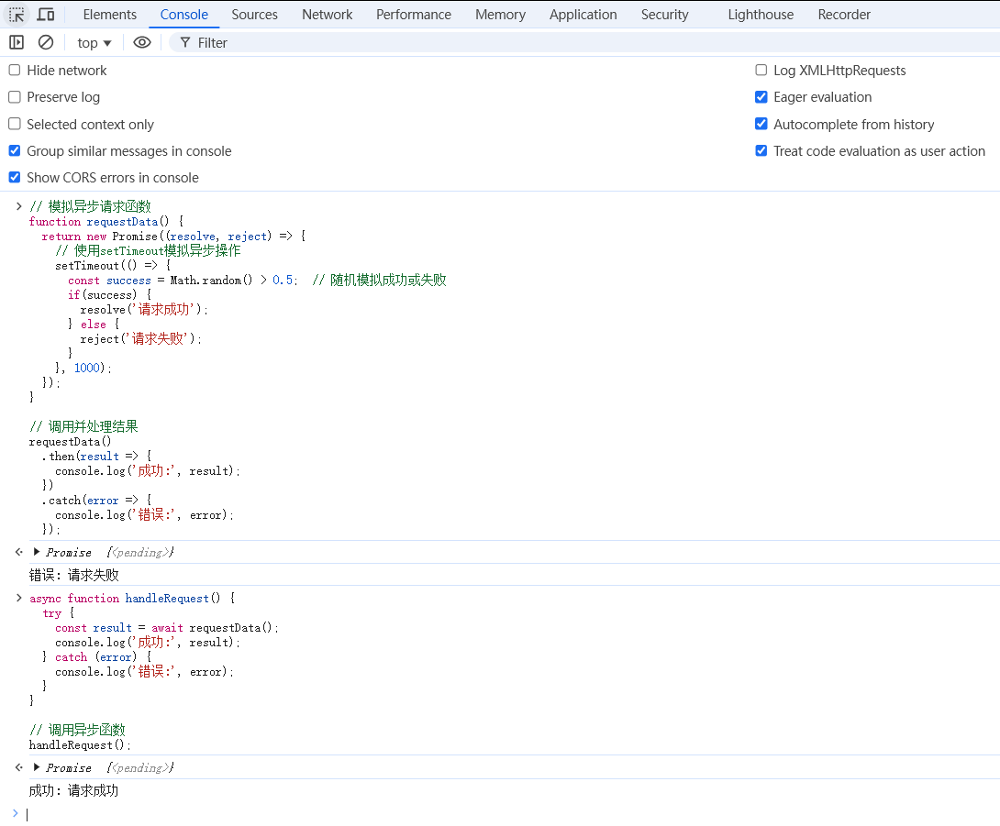 Elements Console Sources Network Performance Memory Application Security Lighthouse Recorder
top ▼ Filter
Hide network Log XMLHttpRequests
Preserve log Eager evaluation
Selected context only Autocomplete from history
Group similar messages in console Treat code evaluation as user action
Show CORS errors in console
> // 模拟异步请求函数
function requestData() {
  return new Promise((resolve, reject) => {
    // 使用setTimeout模拟异步操作
    setTimeout(() => {
      const success = Math.random() > 0.5;  // 随机模拟成功或失败
      if(success) {
        resolve('请求成功');
      } else {
        reject('请求失败');
      }
    }, 1000);
  });
}

// 调用并处理结果
requestData()
  .then(result => {
    console.log('成功:', result);
  })
  .catch(error => {
    console.log('错误:', error);
  });
Promise {<pending>}
错误: 请求失败
> async function handleRequest() {
  try {
    const result = await requestData();
    console.log('成功:', result);
  } catch (error) {
    console.log('错误:', error);
  }
}

// 调用异步函数
handleRequest();
Promise {<pending>}
成功: 请求成功
>